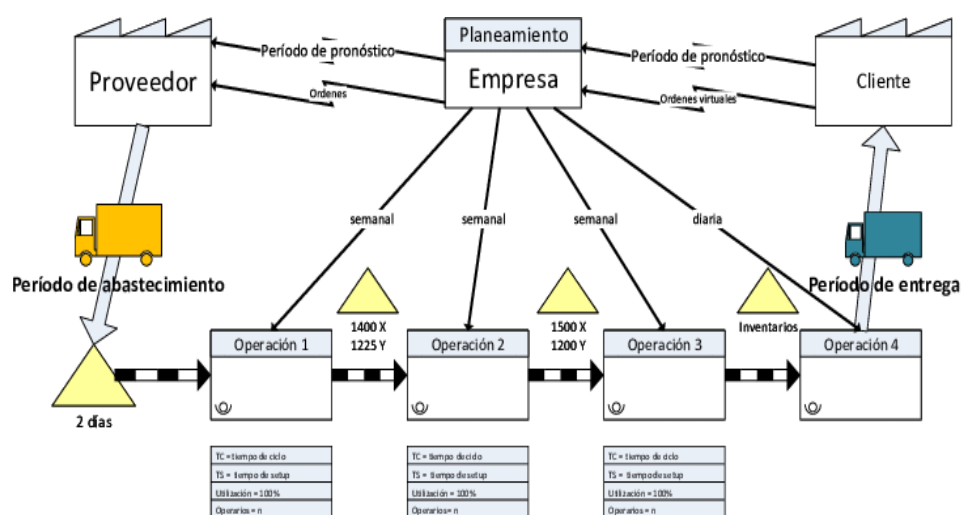 Planeamiento
Empresa
Proveedor
Cliente
Período de pronóstico
Período de pronóstico
Ordenes
Ordenes virtuales
semanal
semanal
semanal
diaria
Período de abastecimiento
Período de entrega
1400 X
1225 Y
1500 X
1200 Y
Inventarios
2 días
Operación 1
Operación 2
Operación 3
Operación 4
TC = tiempo de ciclo
TS = tiempo de setup
Utilización = 100%
Operarios = n
TC = tiempo de ciclo
TS = tiempo de setup
Utilización = 100%
Operarios = n
TC = tiempo de ciclo
TS = tiempo de setup
Utilización = 100%
Operarios = n